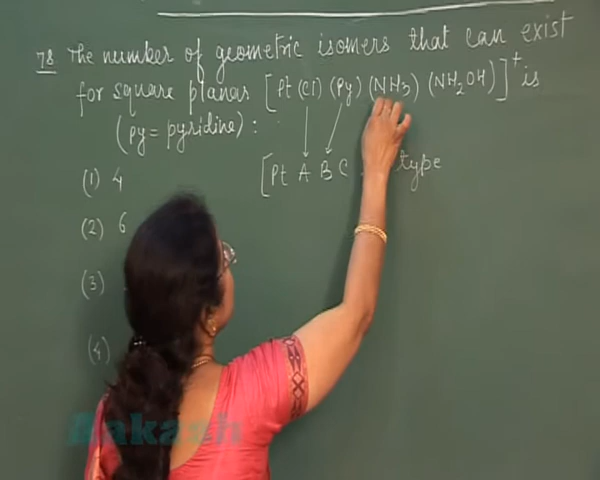 78 The number of geometric isomers that can exist
for square planar [Pt (Cl) (Py) (NH3) (NH2OH)]+ is
(py = pyridine) :
(1) 4
[Pt A B C type
(2) 6
(3)
(4)
Aakash